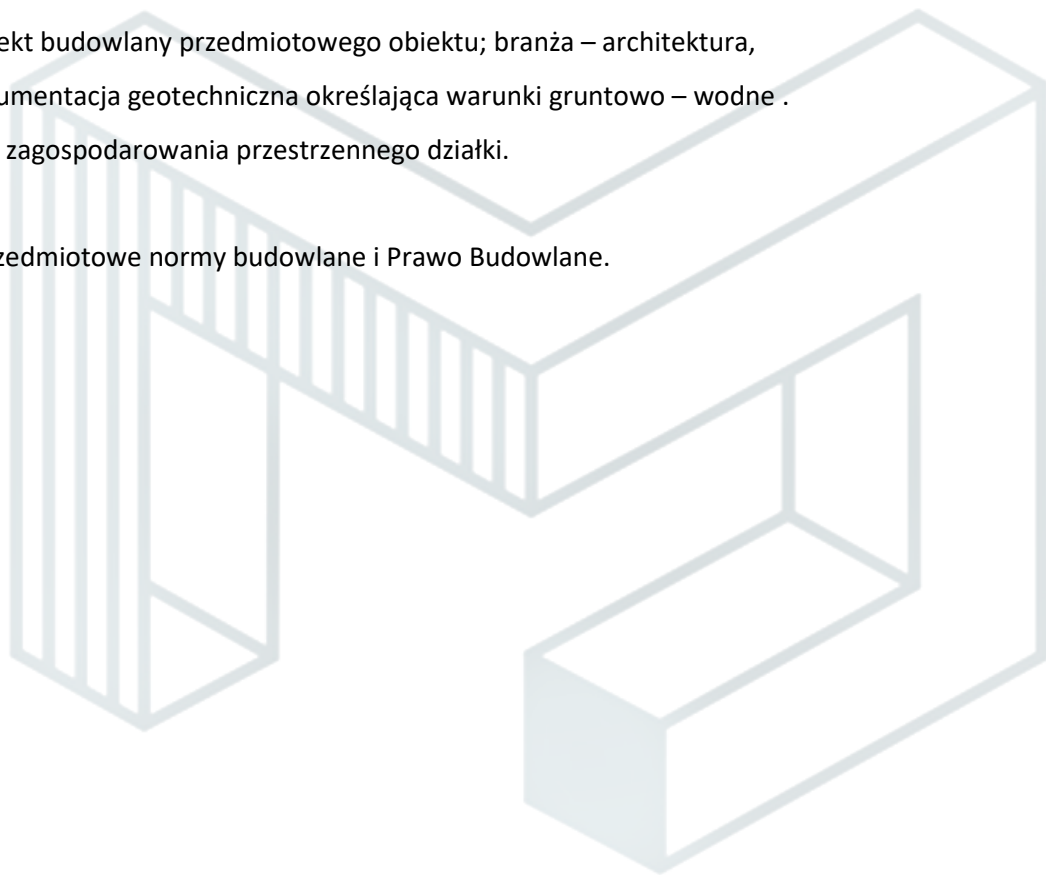 ekt budowlany przedmiotowego obiektu; branża – architektura,
umentacja geotechniczna określająca warunki gruntowo – wodne .
zagospodarowania przestrzennego działki.
zedmiotowe normy budowlane i Prawo Budowlane.